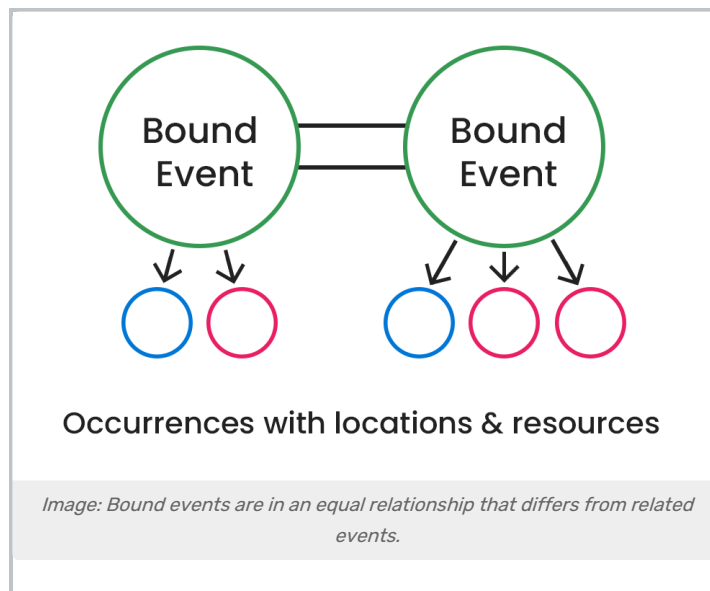 Bound Bound
Event Event
Occurrences with locations & resources
Image: Bound events are in an equal relationship that differs from related
events.